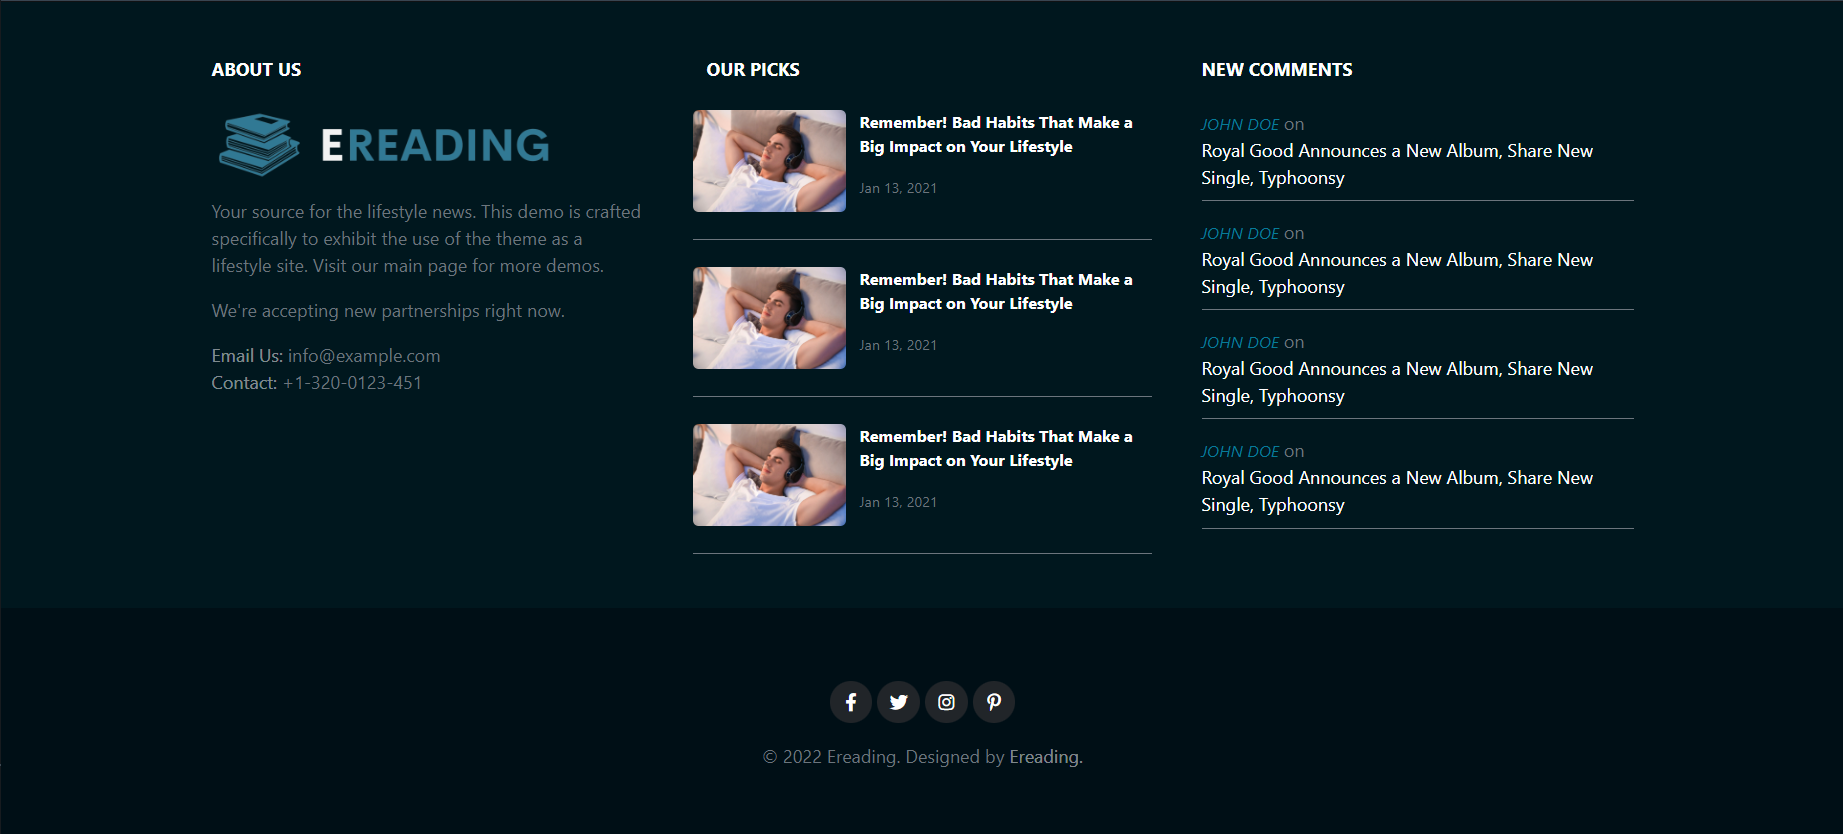 ABOUT US
EREADING
Your source for the lifestyle news. This demo is crafted
specifically to exhibit the use of the theme as a
lifestyle site. Visit our main page for more demos.
We're accepting new partnerships right now.
Email Us: info@example.com
Contact: +1-320-0123-451
OUR PICKS
Remember! Bad Habits That Make a
Big Impact on Your Lifestyle
Jan 13, 2021
Remember! Bad Habits That Make a
Big Impact on Your Lifestyle
Jan 13, 2021
Remember! Bad Habits That Make a
Big Impact on Your Lifestyle
Jan 13, 2021
NEW COMMENTS
JOHN DOE on
Royal Good Announces a New Album, Share New
Single, Typhoonsy
JOHN DOE on
Royal Good Announces a New Album, Share New
Single, Typhoonsy
JOHN DOE on
Royal Good Announces a New Album, Share New
Single, Typhoonsy
JOHN DOE on
Royal Good Announces a New Album, Share New
Single, Typhoonsy
© 2022 Ereading. Designed by Ereading.